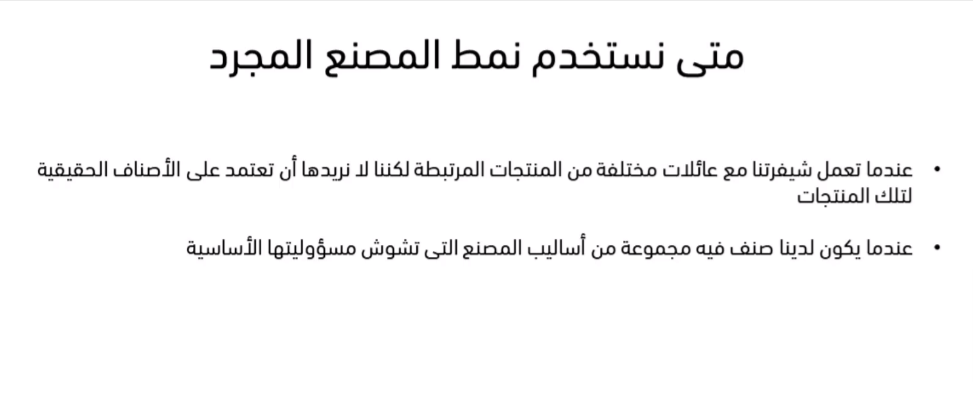 متى نستخدم نمط المصنع المجرد
• عندما تعمل شيفرتنا مع عائلات مختلفة من المنتجات المرتبطة لكننا لا نريدها أن تعتمد على الأصناف الحقيقية
لتلك المنتجات
• عندما يكون لدينا صنف فيه مجموعة من أساليب المصنع التي تشوش مسؤوليتها الأساسية